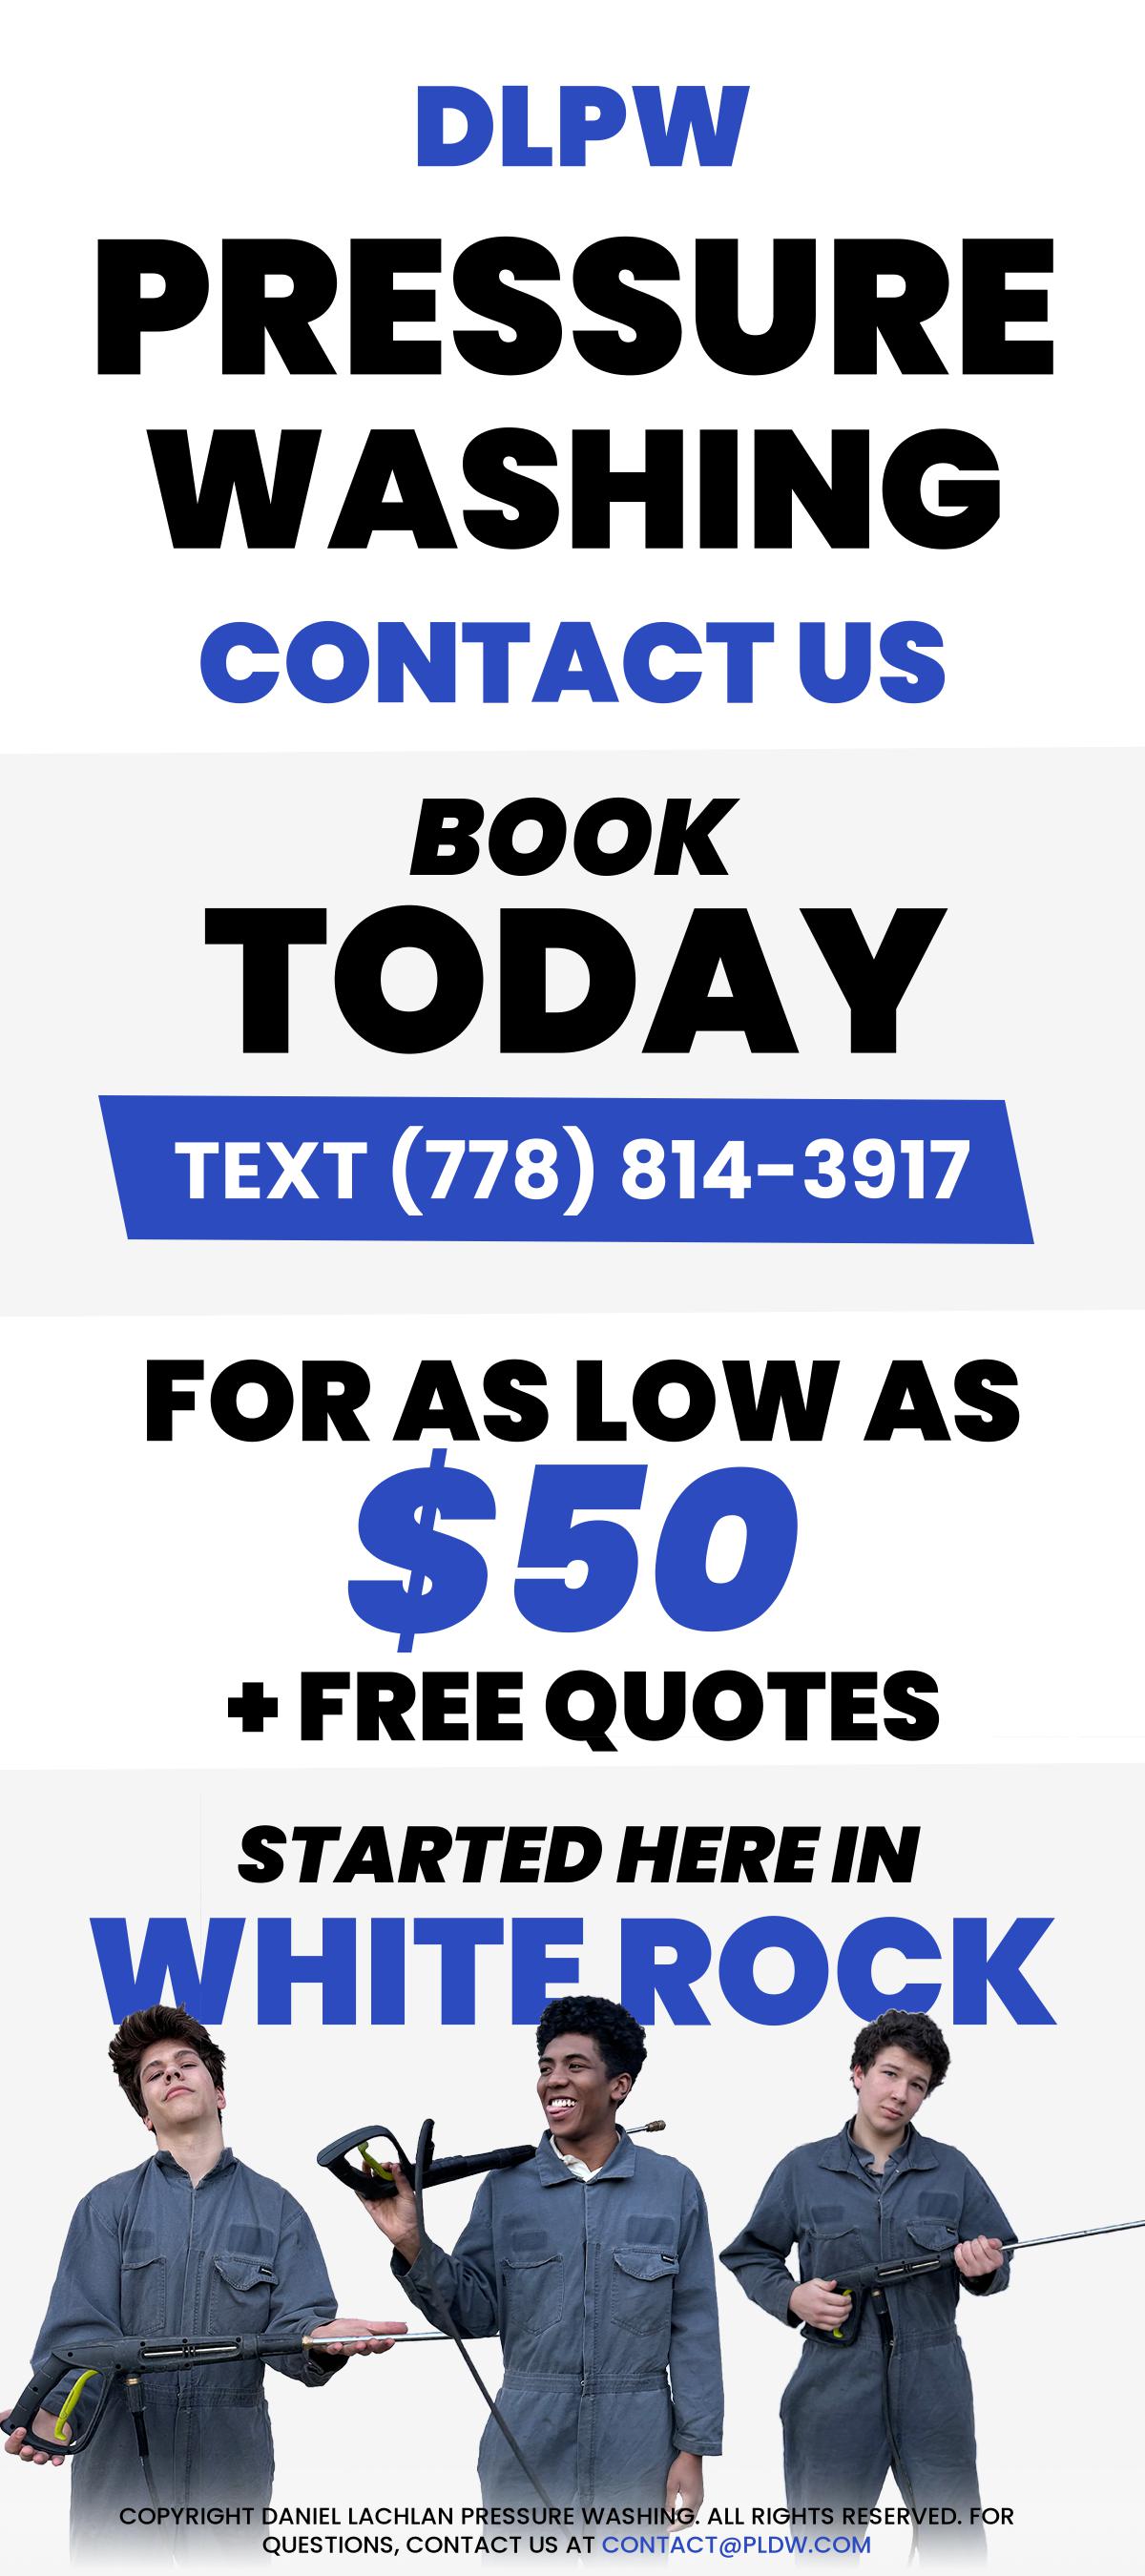 DLPW
PRESSURE
WASHING
CONTACT US
BOOK
TODAY
TEXT (778) 814-3917
FOR AS LOW AS
$50
+ FREE QUOTES
STARTED HERE IN
WHITE ROCK
COPYRIGHT DANIEL LACHLAN PRESSURE WASHING. ALL RIGHTS RESERVED. FOR
QUESTIONS, CONTACT US AT CONTACT@PLDW.COM